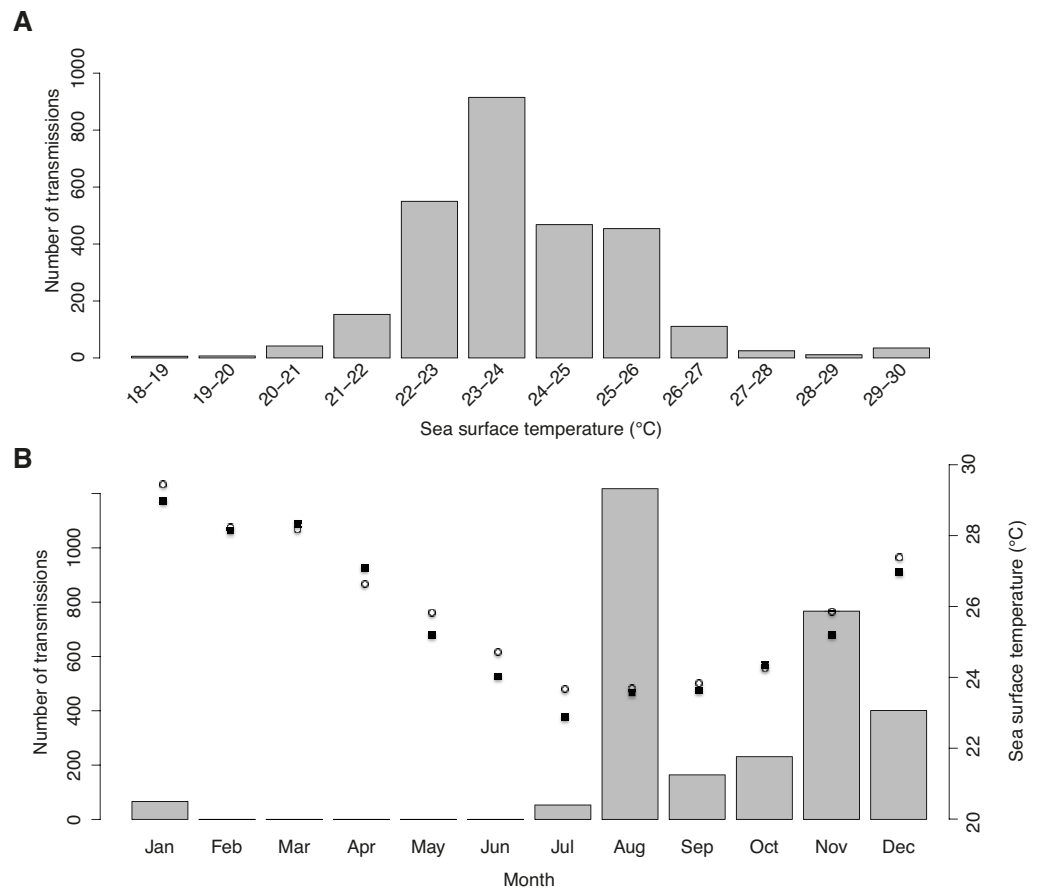 A
Number of transmissions
1000
800
600
400
200
0
18–19 19–20 20–21 21–22 22–23 23–24 24–25 25–26 26–27 27–28 28–29 29–30
Sea surface temperature (°C)
B
Number of transmissions
1000
800
600
400
200
0
30
28
26
24
22
20
Sea surface temperature (°C)
Jan Feb Mar Apr May Jun Jul Aug Sep Oct Nov Dec
Month